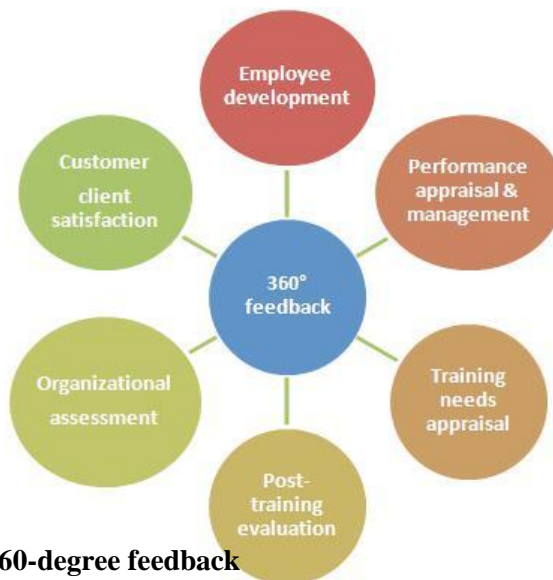 Employee
development
Customer
client
satisfaction
Performance
appraisal &
management
360°
feedback
Organizational
assessment
Training
needs
appraisal
Post-
training
evaluation
60-degree feedback